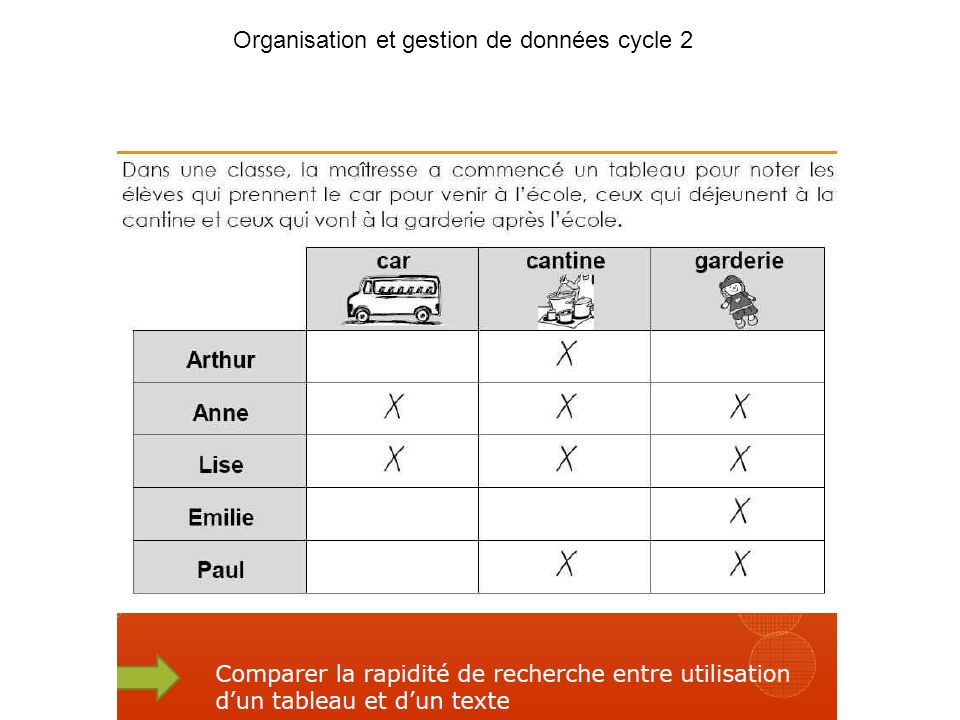 Organisation et gestion de données cycle 2
Dans une classe, la maîtresse a commencé un tableau pour noter les
élèves qui prennent le car pour venir à l'école, ceux qui déjeunent à la
cantine et ceux qui vont à la garderie après l'école.
car cantine garderie
Arthur X
Anne X X X
Lise X X X
Emilie X
Paul X X
Comparer la rapidité de recherche entre utilisation
d'un tableau et d'un texte